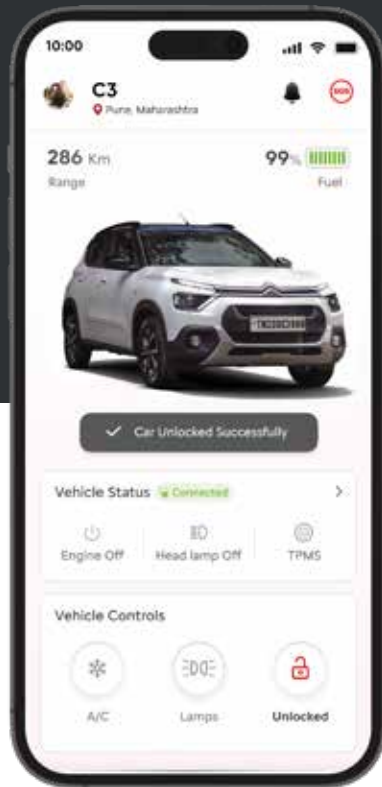 10:00
C3
SOS
Pune, Maharashtra
286 Km
99%
Range
Fuel
Car Unlocked Successfully
Vehicle Status
Connected
Engine Off
Head lamp Off
TPMS
Vehicle Controls
A/C
Lamps
Unlocked